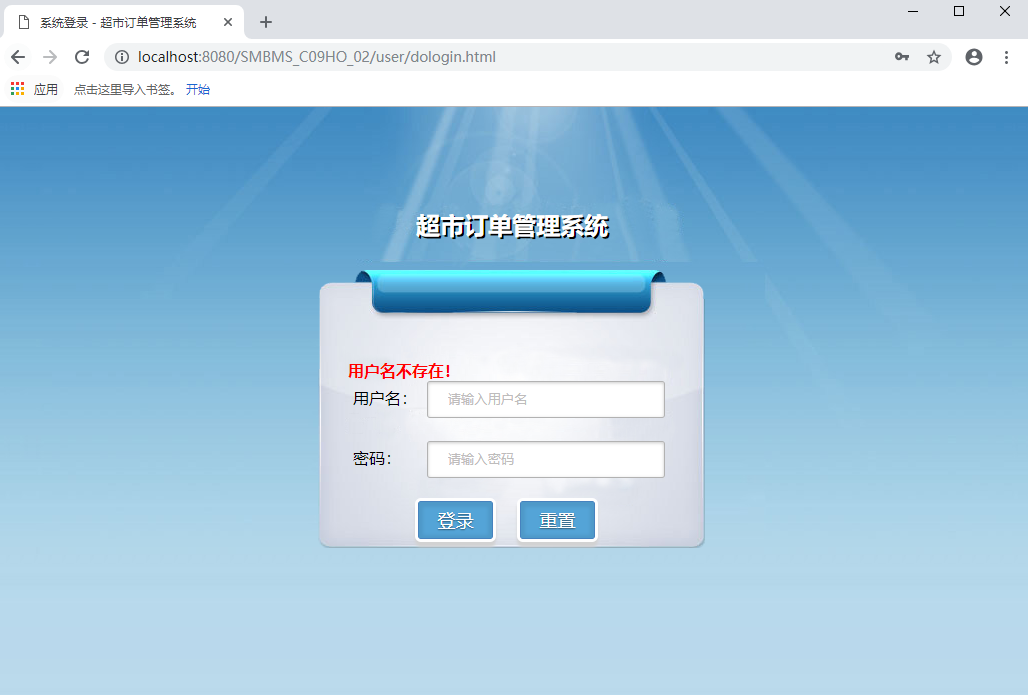 系统登录 - 超市订单管理系统
localhost:8080/SMBMS_C09HO_02/user/dologin.html
应用 点击这里导入书签。 开始
超市订单管理系统
用户名不存在!
用户名： 请输入用户名
密码： 请输入密码
登录 重置